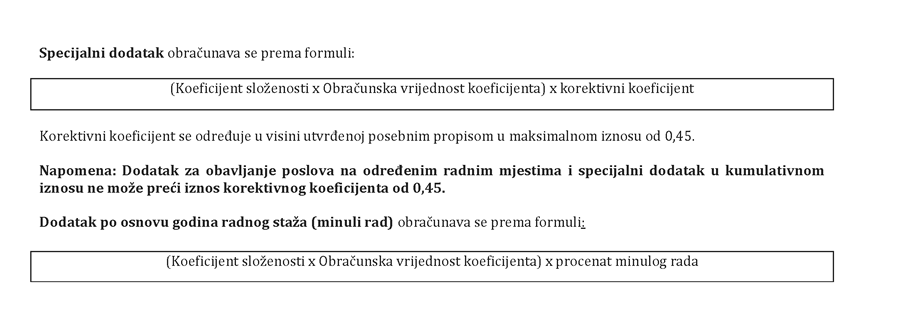 Specijalni dodatak obračunava se prema formuli:
(Koeficijent složenosti x Obračunska vrijednost koeficijenta) x korektivni koeficijent
Korektivni koeficijent se određuje u visini utvrđenoj posebnim propisom u maksimalnom iznosu od 0,45.
Napomena: Dodatak za obavljanje poslova na određenim radnim mjestima i specijalni dodatak u kumulativnom
iznosu ne može preći iznos korektivnog koeficijenta od 0,45.
Dodatak po osnovu godina radnog staža (minuli rad) obračunava se prema formuli:
(Koeficijent složenosti x Obračunska vrijednost koeficijenta) x procenat minulog rada